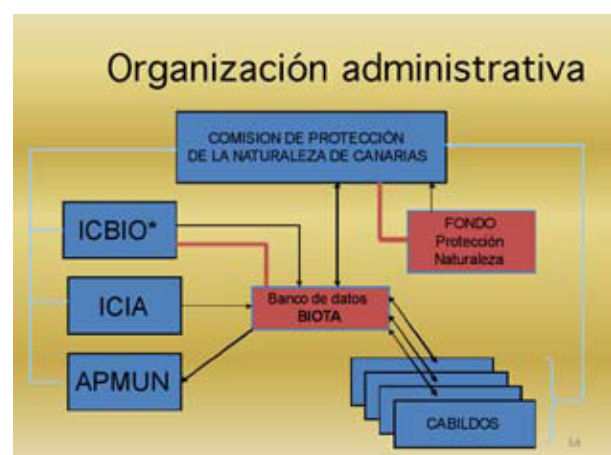 Organización administrativa
COMISION DE PROTECCIÓN
DE LA NATURALEZA DE CANARIAS
ICBIO*
FONDO
Protección
Naturaleza
ICIA
Banco de datos
BIOTA
APMUN
CABILDOS